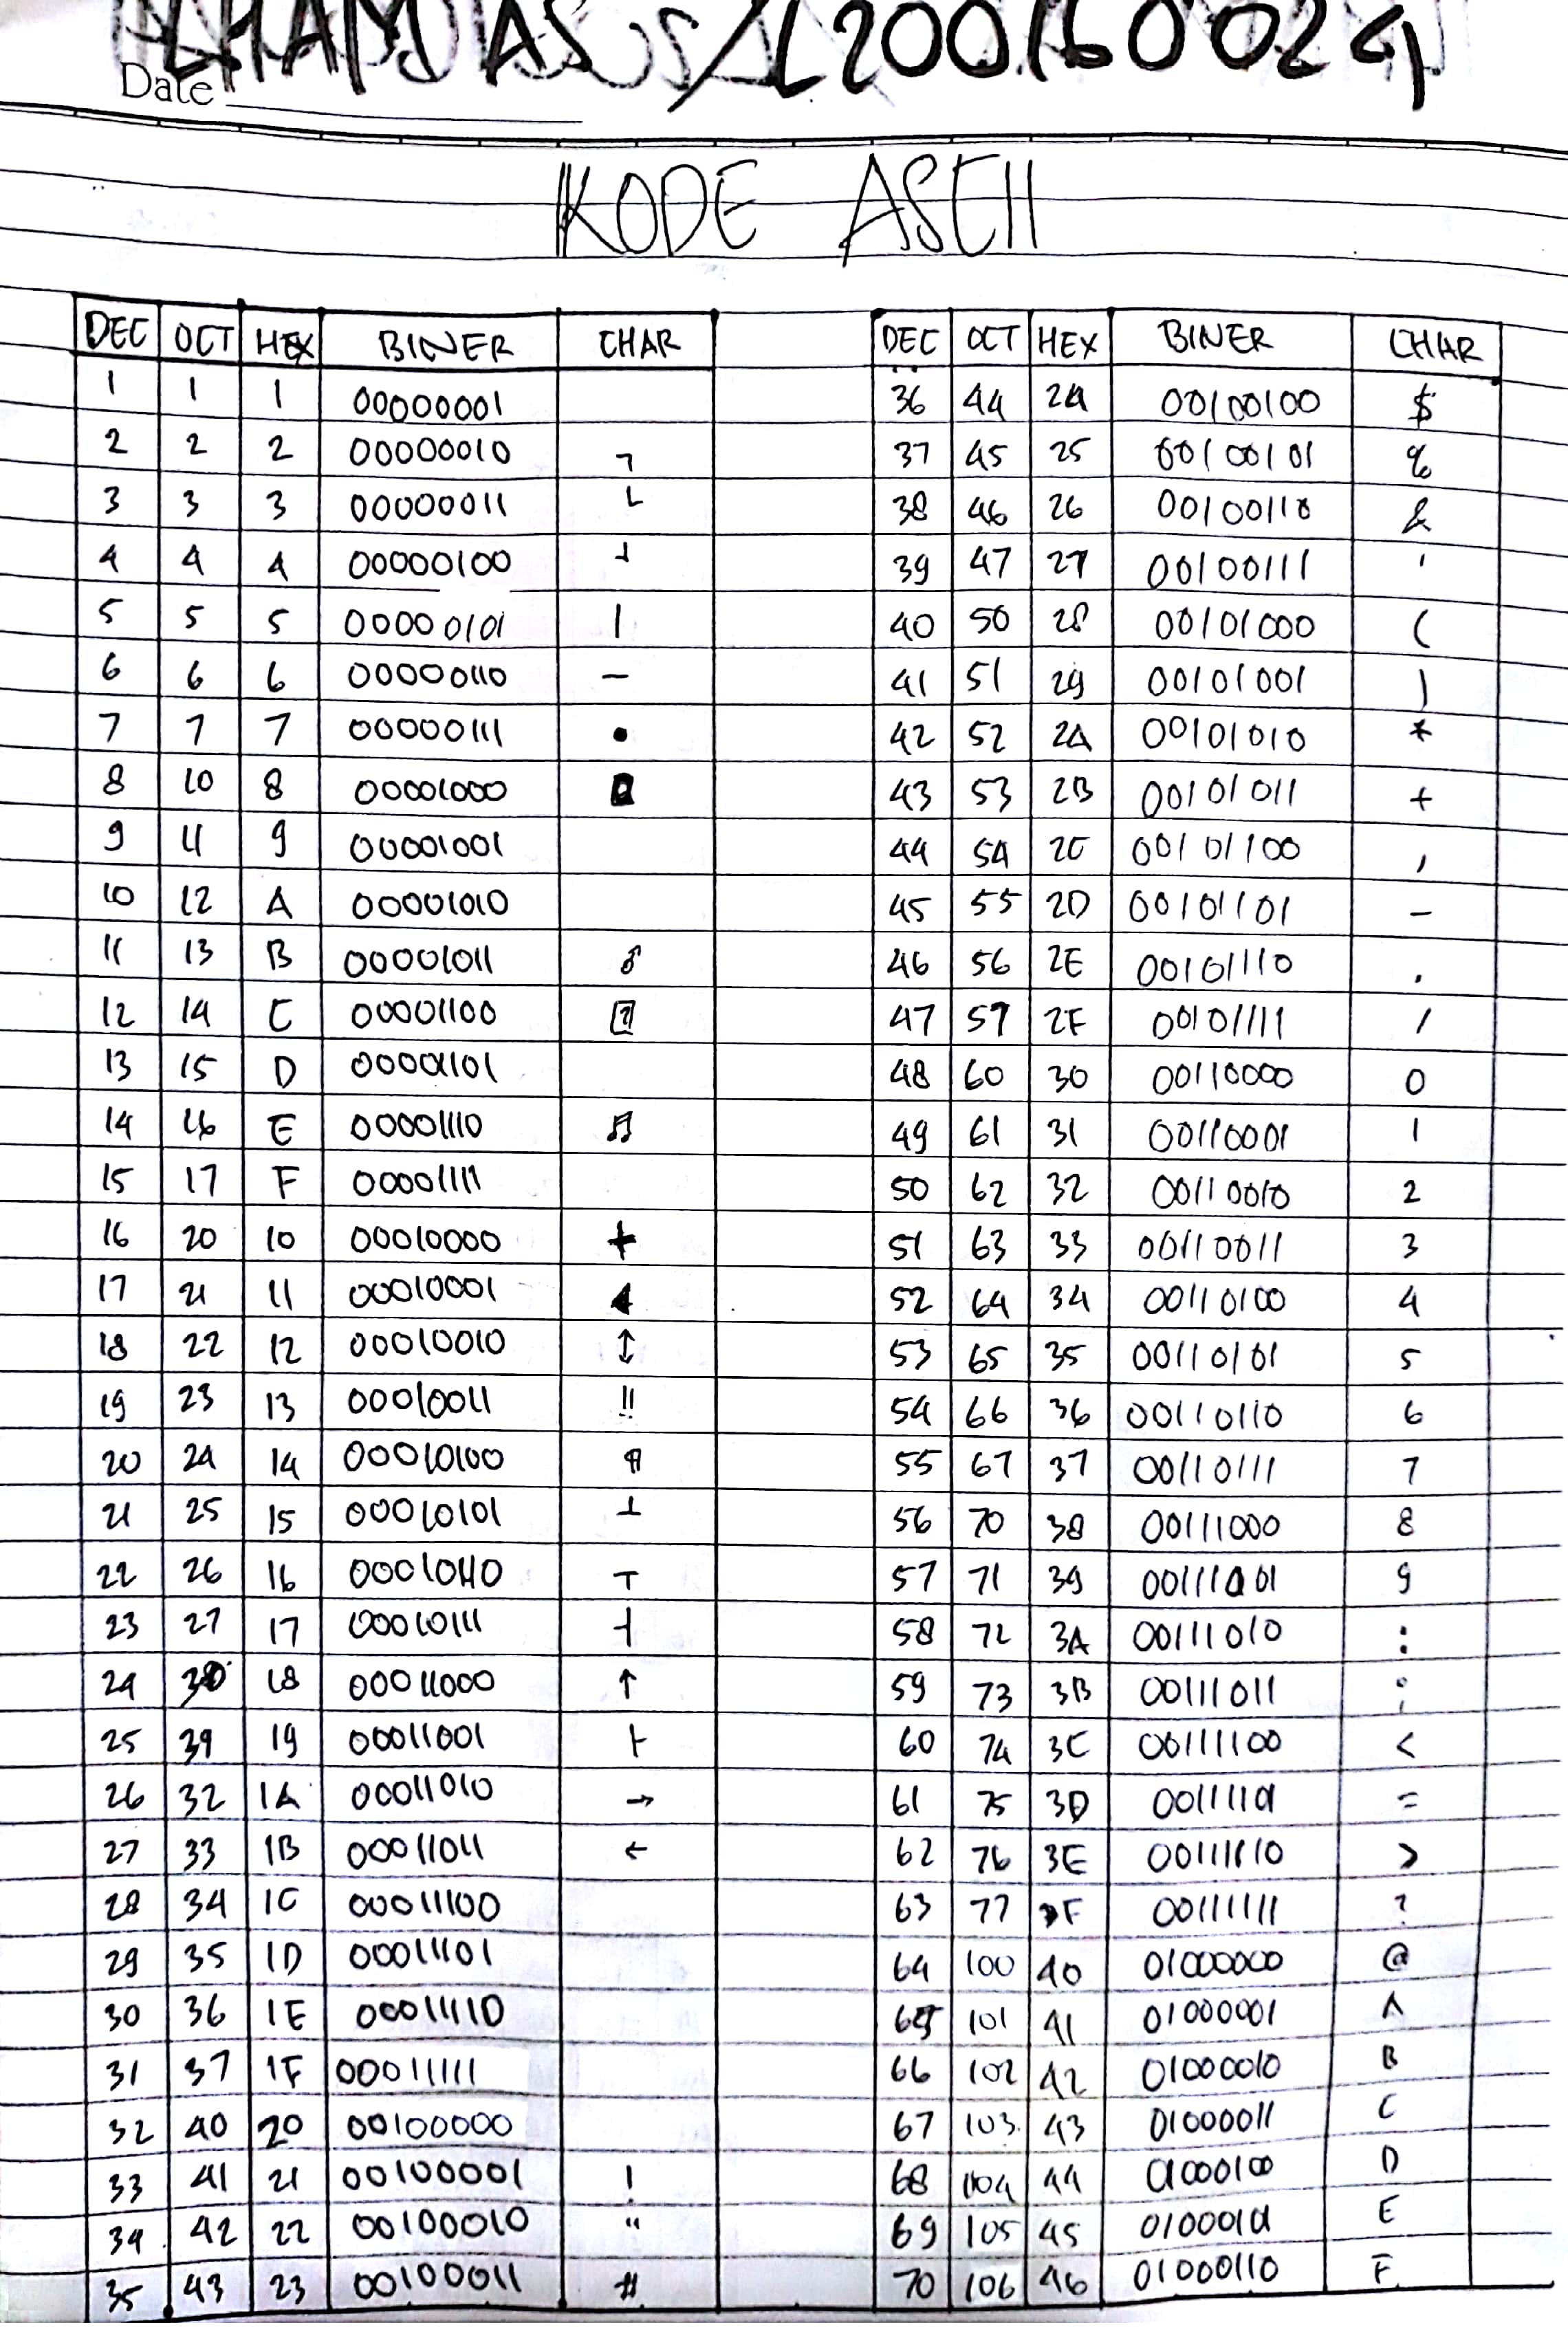 L200160024
Date
KODE ASCII
DEC OCT HEX BINER CHAR
1 1 1 00000001
2 2 2 00000010 ┐
3 3 3 00000011 └
4 4 4 00000100 ┘
5 5 5 00000101 |
6 6 6 00000110 —
7 7 7 00000111 •
8 10 8 00001000 ◘
9 11 9 00001001
10 12 A 00001010
11 13 B 00001011 ♂
12 14 C 00001100
13 15 D 00001101
14 16 E 00001110 ♫
15 17 F 00001111
16 20 10 00010000 +
17 21 11 00010001 ◄
18 22 12 00010010 ↕
19 23 13 00010011 !!
20 24 14 00010100 ¶
21 25 15 00010101 ┴
22 26 16 00010110 ┬
23 27 17 00010111 ┤
24 30 18 00011000 ↑
25 39 19 00011001 ├
26 32 1A 00011010 →
27 33 1B 00011011 ←
28 34 1C 00011100
29 35 1D 00011101
30 36 1E 00011110
31 37 1F 00011111
32 40 20 00100000
33 41 21 00100001 !
34 42 22 00100010 "
35 43 23 00100011 #
DEC OCT HEX BINER CHAR
36 44 24 00100100 $
37 45 25 00100101 %
38 46 26 00100110 &
39 47 27 00100111 '
40 50 28 00101000 (
41 51 29 00101001 )
42 52 2A 00101010 *
43 53 2B 00101011 +
44 54 2C 00101100 ,
45 55 2D 00101101 -
46 56 2E 00101110 .
47 57 2F 00101111 /
48 60 30 00110000 0
49 61 31 00110001 1
50 62 32 00110010 2
51 63 33 00110011 3
52 64 34 00110100 4
53 65 35 00110101 5
54 66 36 00110110 6
55 67 37 00110111 7
56 70 38 00111000 8
57 71 39 00111001 9
58 72 3A 00111010 :
59 73 3B 00111011 ;
60 74 3C 00111100 <
61 75 3D 00111101 =
62 76 3E 00111110 >
63 77 3F 00111111 ?
64 100 40 01000000 @
65 101 41 01000001 A
66 102 42 01000010 B
67 103 43 01000011 C
68 104 44 01000100 D
69 105 45 01000101 E
70 106 46 01000110 F